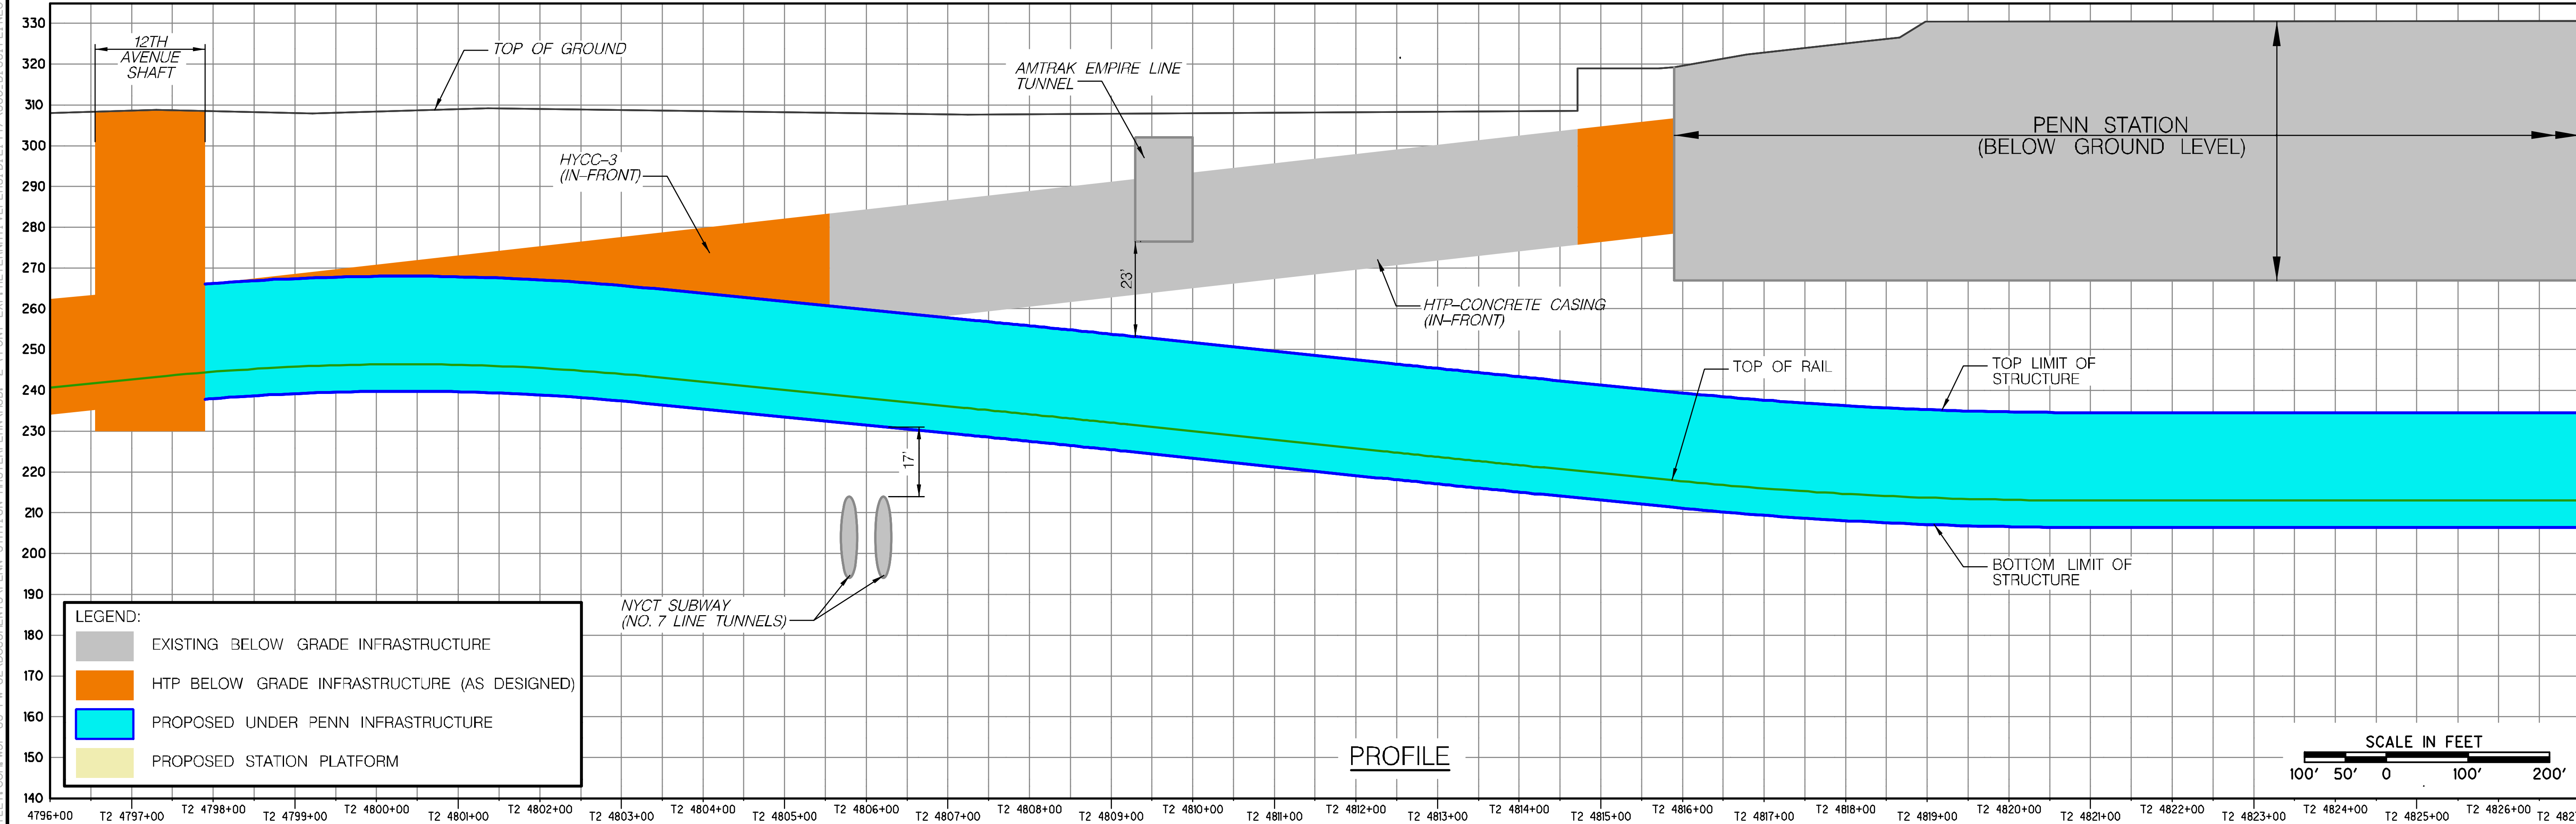 330
320
310
300
290
280
270
260
250
240
230
220
210
200
190
180
170
160
150
140
12TH
AVENUE
SHAFT
TOP OF GROUND
AMTRAK EMPIRE LINE
TUNNEL
HYCC-3
(IN-FRONT)
PENN STATION
(BELOW GROUND LEVEL)
23'
HTP-CONCRETE CASING
(IN-FRONT)
TOP OF RAIL
TOP LIMIT OF
STRUCTURE
17'
BOTTOM LIMIT OF
STRUCTURE
NYCT SUBWAY
(NO. 7 LINE TUNNELS)
LEGEND:
EXISTING BELOW GRADE INFRASTRUCTURE
HTP BELOW GRADE INFRASTRUCTURE (AS DESIGNED)
PROPOSED UNDER PENN INFRASTRUCTURE
PROPOSED STATION PLATFORM
PROFILE
SCALE IN FEET
100' 50' 0 100' 200'
4796+00
T2 4797+00
T2 4798+00
T2 4799+00
T2 4800+00
T2 4801+00
T2 4802+00
T2 4803+00
T2 4804+00
T2 4805+00
T2 4806+00
T2 4807+00
T2 4808+00
T2 4809+00
T2 4810+00
T2 4811+00
T2 4812+00
T2 4813+00
T2 4814+00
T2 4815+00
T2 4816+00
T2 4817+00
T2 4818+00
T2 4819+00
T2 4820+00
T2 4821+00
T2 4822+00
T2 4823+00
T2 4824+00
T2 4825+00
T2 4826+00